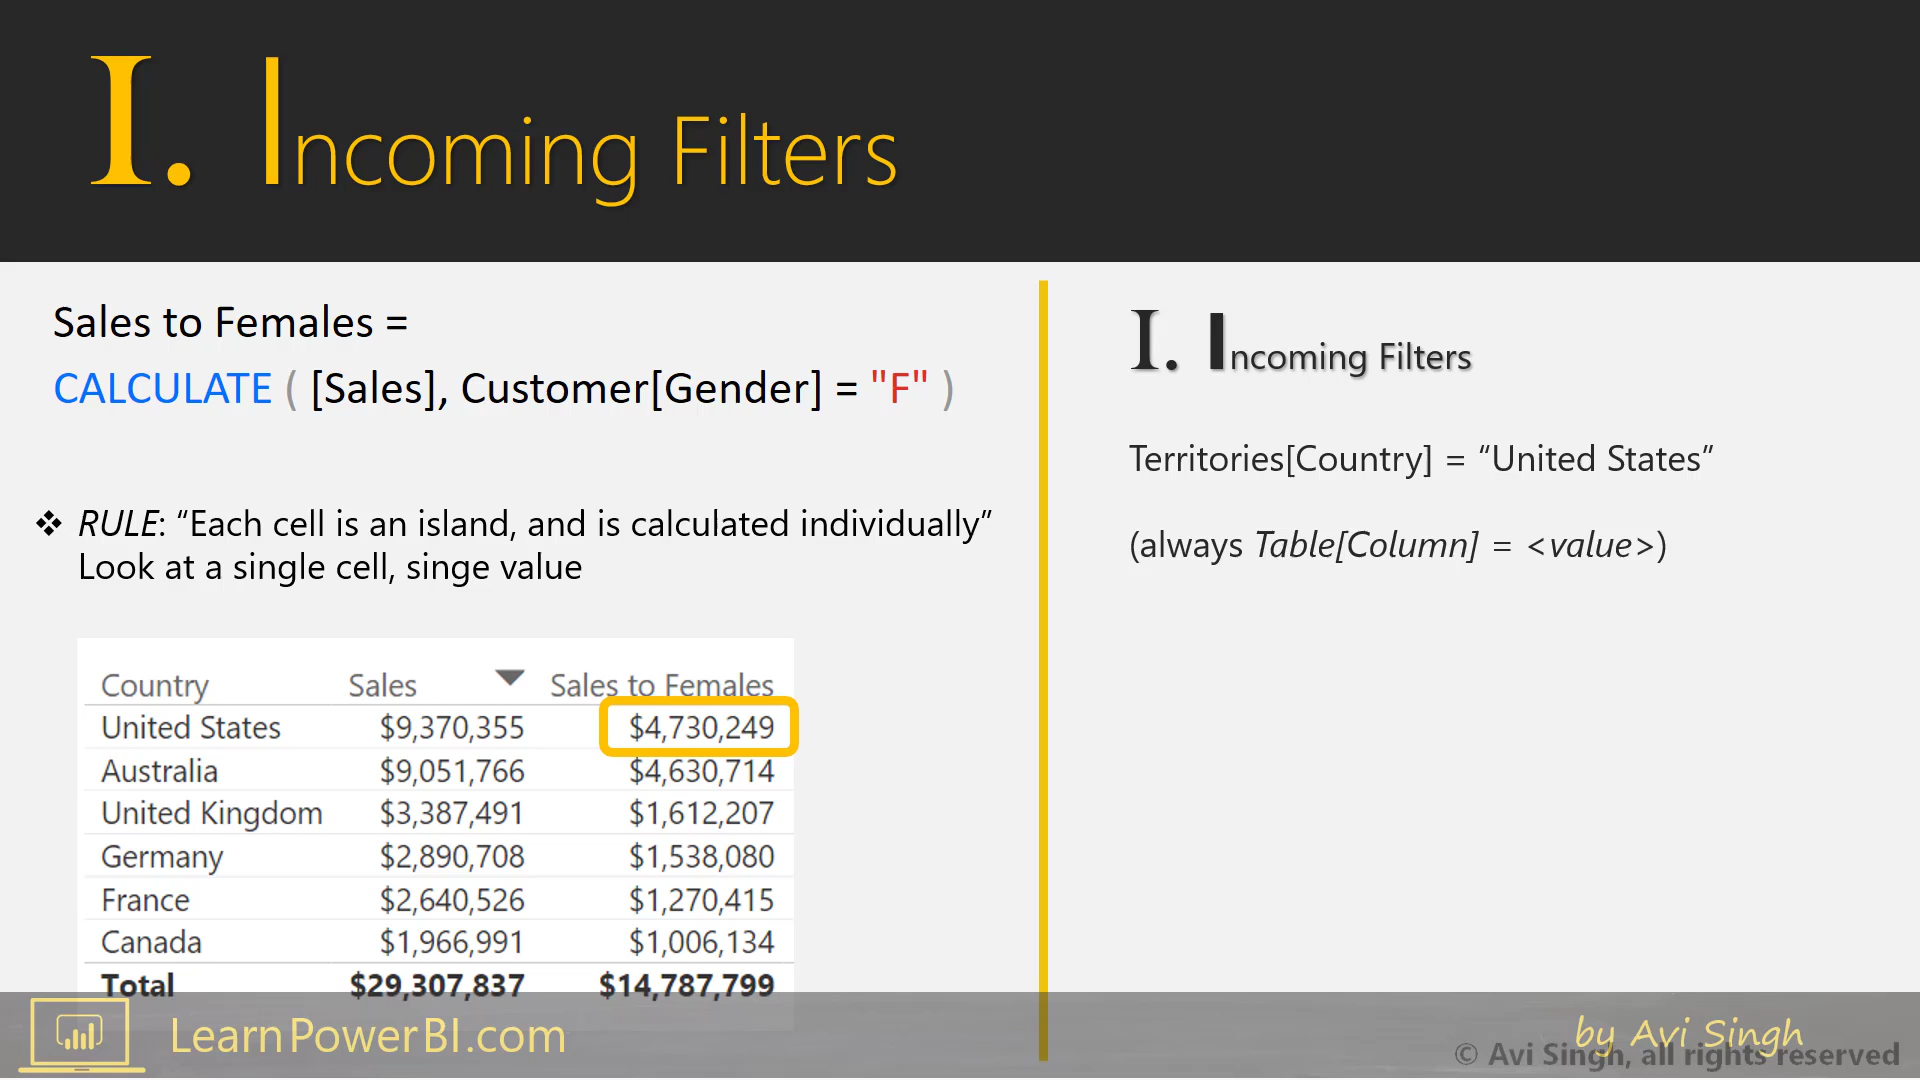 I. Incoming Filters
Sales to Females =
CALCULATE ( [Sales], Customer[Gender] = "F" )
❖ RULE: “Each cell is an island, and is calculated individually”
Look at a single cell, singe value
Country Sales Sales to Females
United States $9,370,355 $4,730,249
Australia $9,051,766 $4,630,714
United Kingdom $3,387,491 $1,612,207
Germany $2,890,708 $1,538,080
France $2,640,526 $1,270,415
Canada $1,966,991 $1,006,134
Total $29,307,837 $14,787,799
I. Incoming Filters
Territories[Country] = “United States”
(always Table[Column] = <value>)
LearnPowerBI.com
by Avi Singh
© Avi Singh, all rights reserved